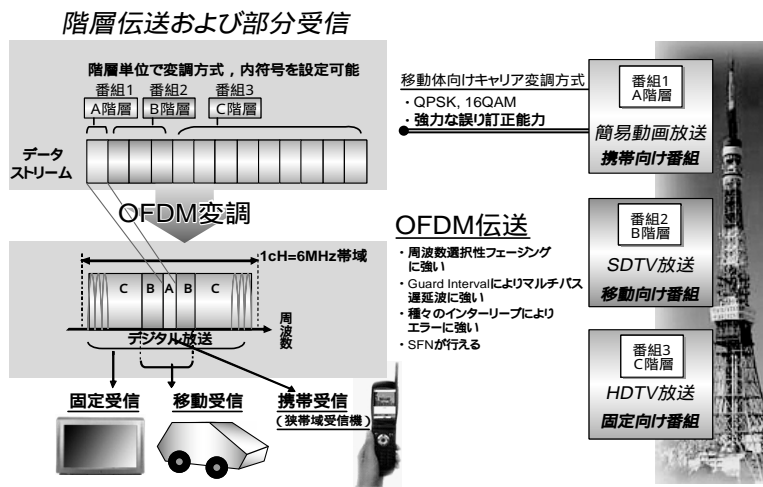 階層伝送および部分受信
階層単位で変調方式，内符号を設定可能
番組1
A階層
番組2
B階層
番組3
C階層
データ
ストリーム
OFDM変調
1cH=6MHz帯域
C
B
A
B
C
周波数
デジタル放送
固定受信
移動受信
携帯受信
(狭帯域受信機)
移動体向けキャリア変調方式
・QPSK, 16QAM
・強力な誤り訂正能力
OFDM伝送
・周波数選択性フェージング
に強い
・Guard Intervalによりマルチパス
遅延波に強い
・種々のインターリーブにより
エラーに強い
・SFNが行える
番組1
A階層
簡易動画放送
携帯向け番組
番組2
B階層
SDTV放送
移動向け番組
番組3
C階層
HDTV放送
固定向け番組